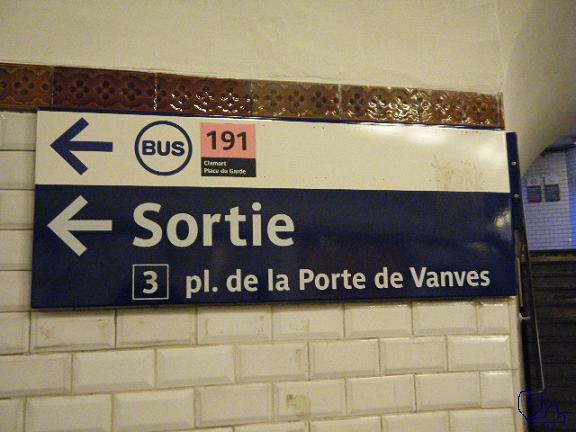 BUS 191
Clamart
Place du Garde
Sortie
3 pl. de la Porte de Vanves